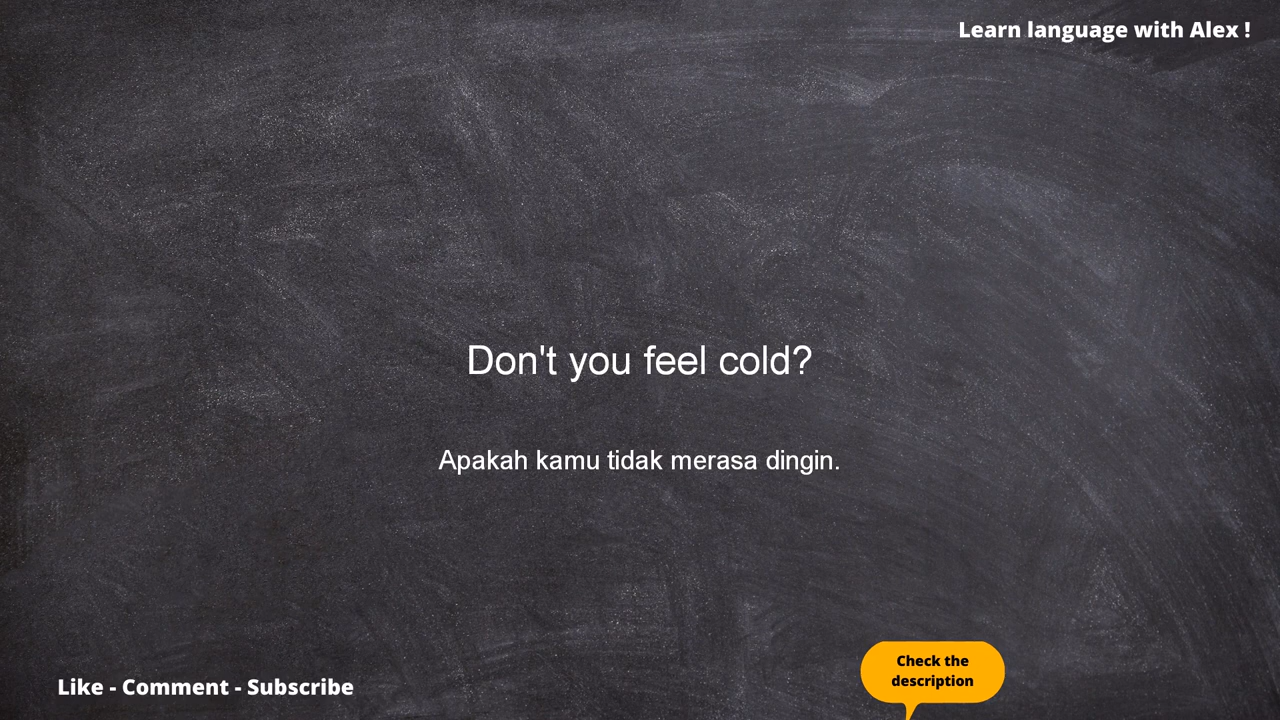 Learn language with Alex !
Don't you feel cold?
Apakah kamu tidak merasa dingin.
Like - Comment - Subscribe
Check the
description